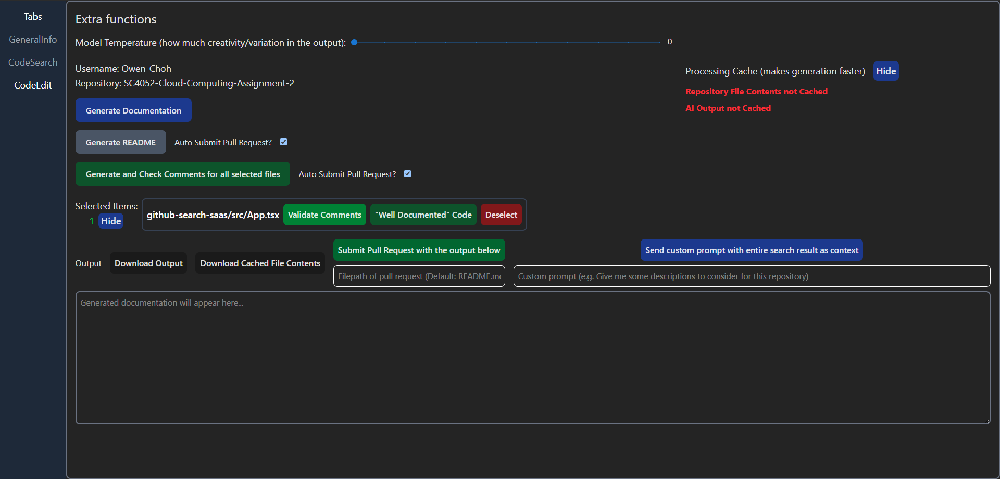 Tabs
GeneralInfo
CodeSearch
CodeEdit
Extra functions
Model Temperature (how much creativity/variation in the output): 0
Username: Owen-Choh
Repository: SC4052-Cloud-Computing-Assignment-2
Processing Cache (makes generation faster) Hide
Repository File Contents not Cached
AI Output not Cached
Generate Documentation
Generate README Auto Submit Pull Request?
Generate and Check Comments for all selected files Auto Submit Pull Request?
Selected Items:
1 Hide
github-search-saas/src/App.tsx Validate Comments "Well Documented" Code Deselect
Output Download Output Download Cached File Contents
Submit Pull Request with the output below
Filepath of pull request (Default: README.m
Send custom prompt with entire search result as context
Custom prompt (e.g. Give me some descriptions to consider for this repository)
Generated documentation will appear here...